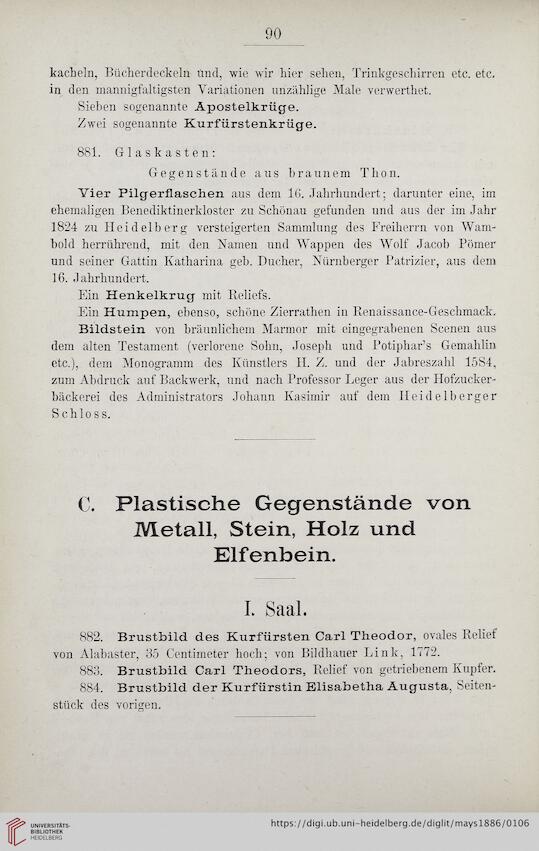 90
kacheln, Bücherdeckeln und, wie wir hier sehen, Trinkgeschirren etc. etc.
in den mannigfaltigsten Variationen unzählige Male verwerthet.
Sieben sogenannte Apostelkrüge.
Zwei sogenannte Kurfürstenkrüge.
881. Glaskasten:
Gegenstände aus braunem Thon.
Vier Pilgerflaschen aus dem 16. Jahrhundert; darunter eine, im
ehemaligen Benediktinerkloster zu Schönau gefunden und aus der im Jahr
1824 zu Heidelberg versteigerten Sammlung des Freiherrn von Wam-
bold herrührend, mit den Namen und Wappen des Wolf Jacob Pömer
und seiner Gattin Katharina geb. Ducher, Nürnberger Patrizier, aus dem
16. Jahrhundert.
Ein Henkelkrug mit Reliefs.
Ein Humpen, ebenso, schöne Zierrathen in Renaissance-Geschmack.
Bildstein von bräunlichem Marmor mit eingegrabenen Scenen aus
dem alten Testament (verlorene Sohn, Joseph und Potiphar's Gemahlin
etc.), dem Monogramm des Künstlers H. Z. und der Jabreszahl 1584,
zum Abdruck auf Backwerk, und nach Professor Leger aus der Hofzucker-
bäckerei des Administrators Johann Kasimir auf dem Heidelberger
Schloss.
C. Plastische Gegenstände von
Metall, Stein, Holz und
Elfenbein.
I. Saal.
882. Brustbild des Kurfürsten Carl Theodor, ovales Relief
von Alabaster, 35 Centimeter hoch; von Bildhauer Link, 1772.
883. Brustbild Carl Theodors, Relief von getriebenem Kupfer.
884. Brustbild der Kurfürstin Elisabetha Augusta, Seiten-
stück des vorigen.
UNIVERSITÄTS-
BIBLIOTHEK
HEIDELBERG
https://digi.ub.uni-heidelberg.de/diglit/mays1886/0106